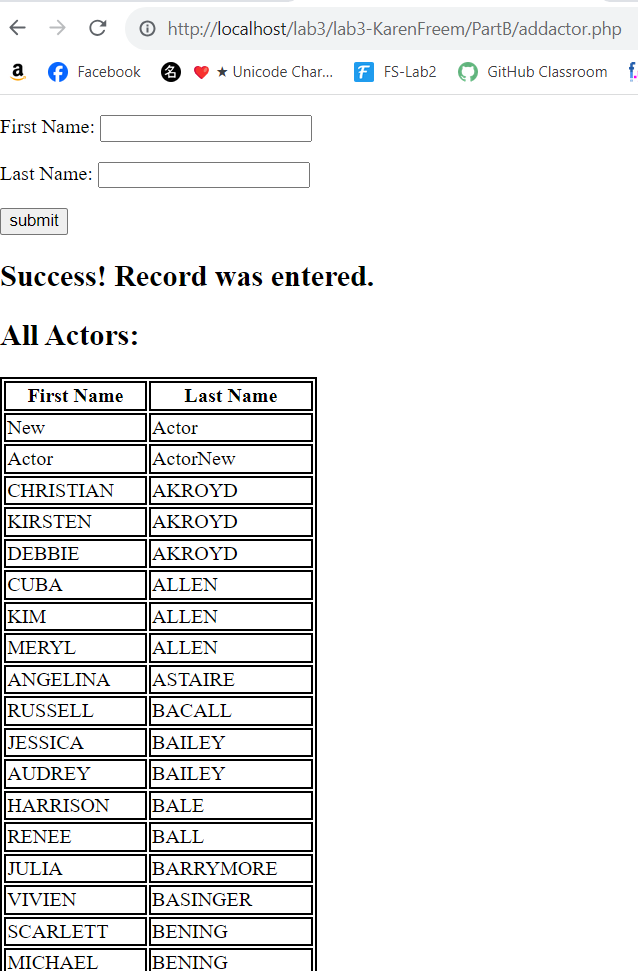 http://localhost/lab3/lab3-KarenFreem/PartB/addactor.php
a Facebook 名 ★ Unicode Char... FS-Lab2 GitHub Classroom
First Name:
Last Name:
submit
Success! Record was entered.
All Actors:
First Name Last Name
New Actor
Actor ActorNew
CHRISTIAN AKROYD
KIRSTEN AKROYD
DEBBIE AKROYD
CUBA ALLEN
KIM ALLEN
MERYL ALLEN
ANGELINA ASTAIRE
RUSSELL BACALL
JESSICA BAILEY
AUDREY BAILEY
HARRISON BALE
RENEE BALL
JULIA BARRYMORE
VIVIEN BASINGER
SCARLETT BENING
MICHAEL BENING